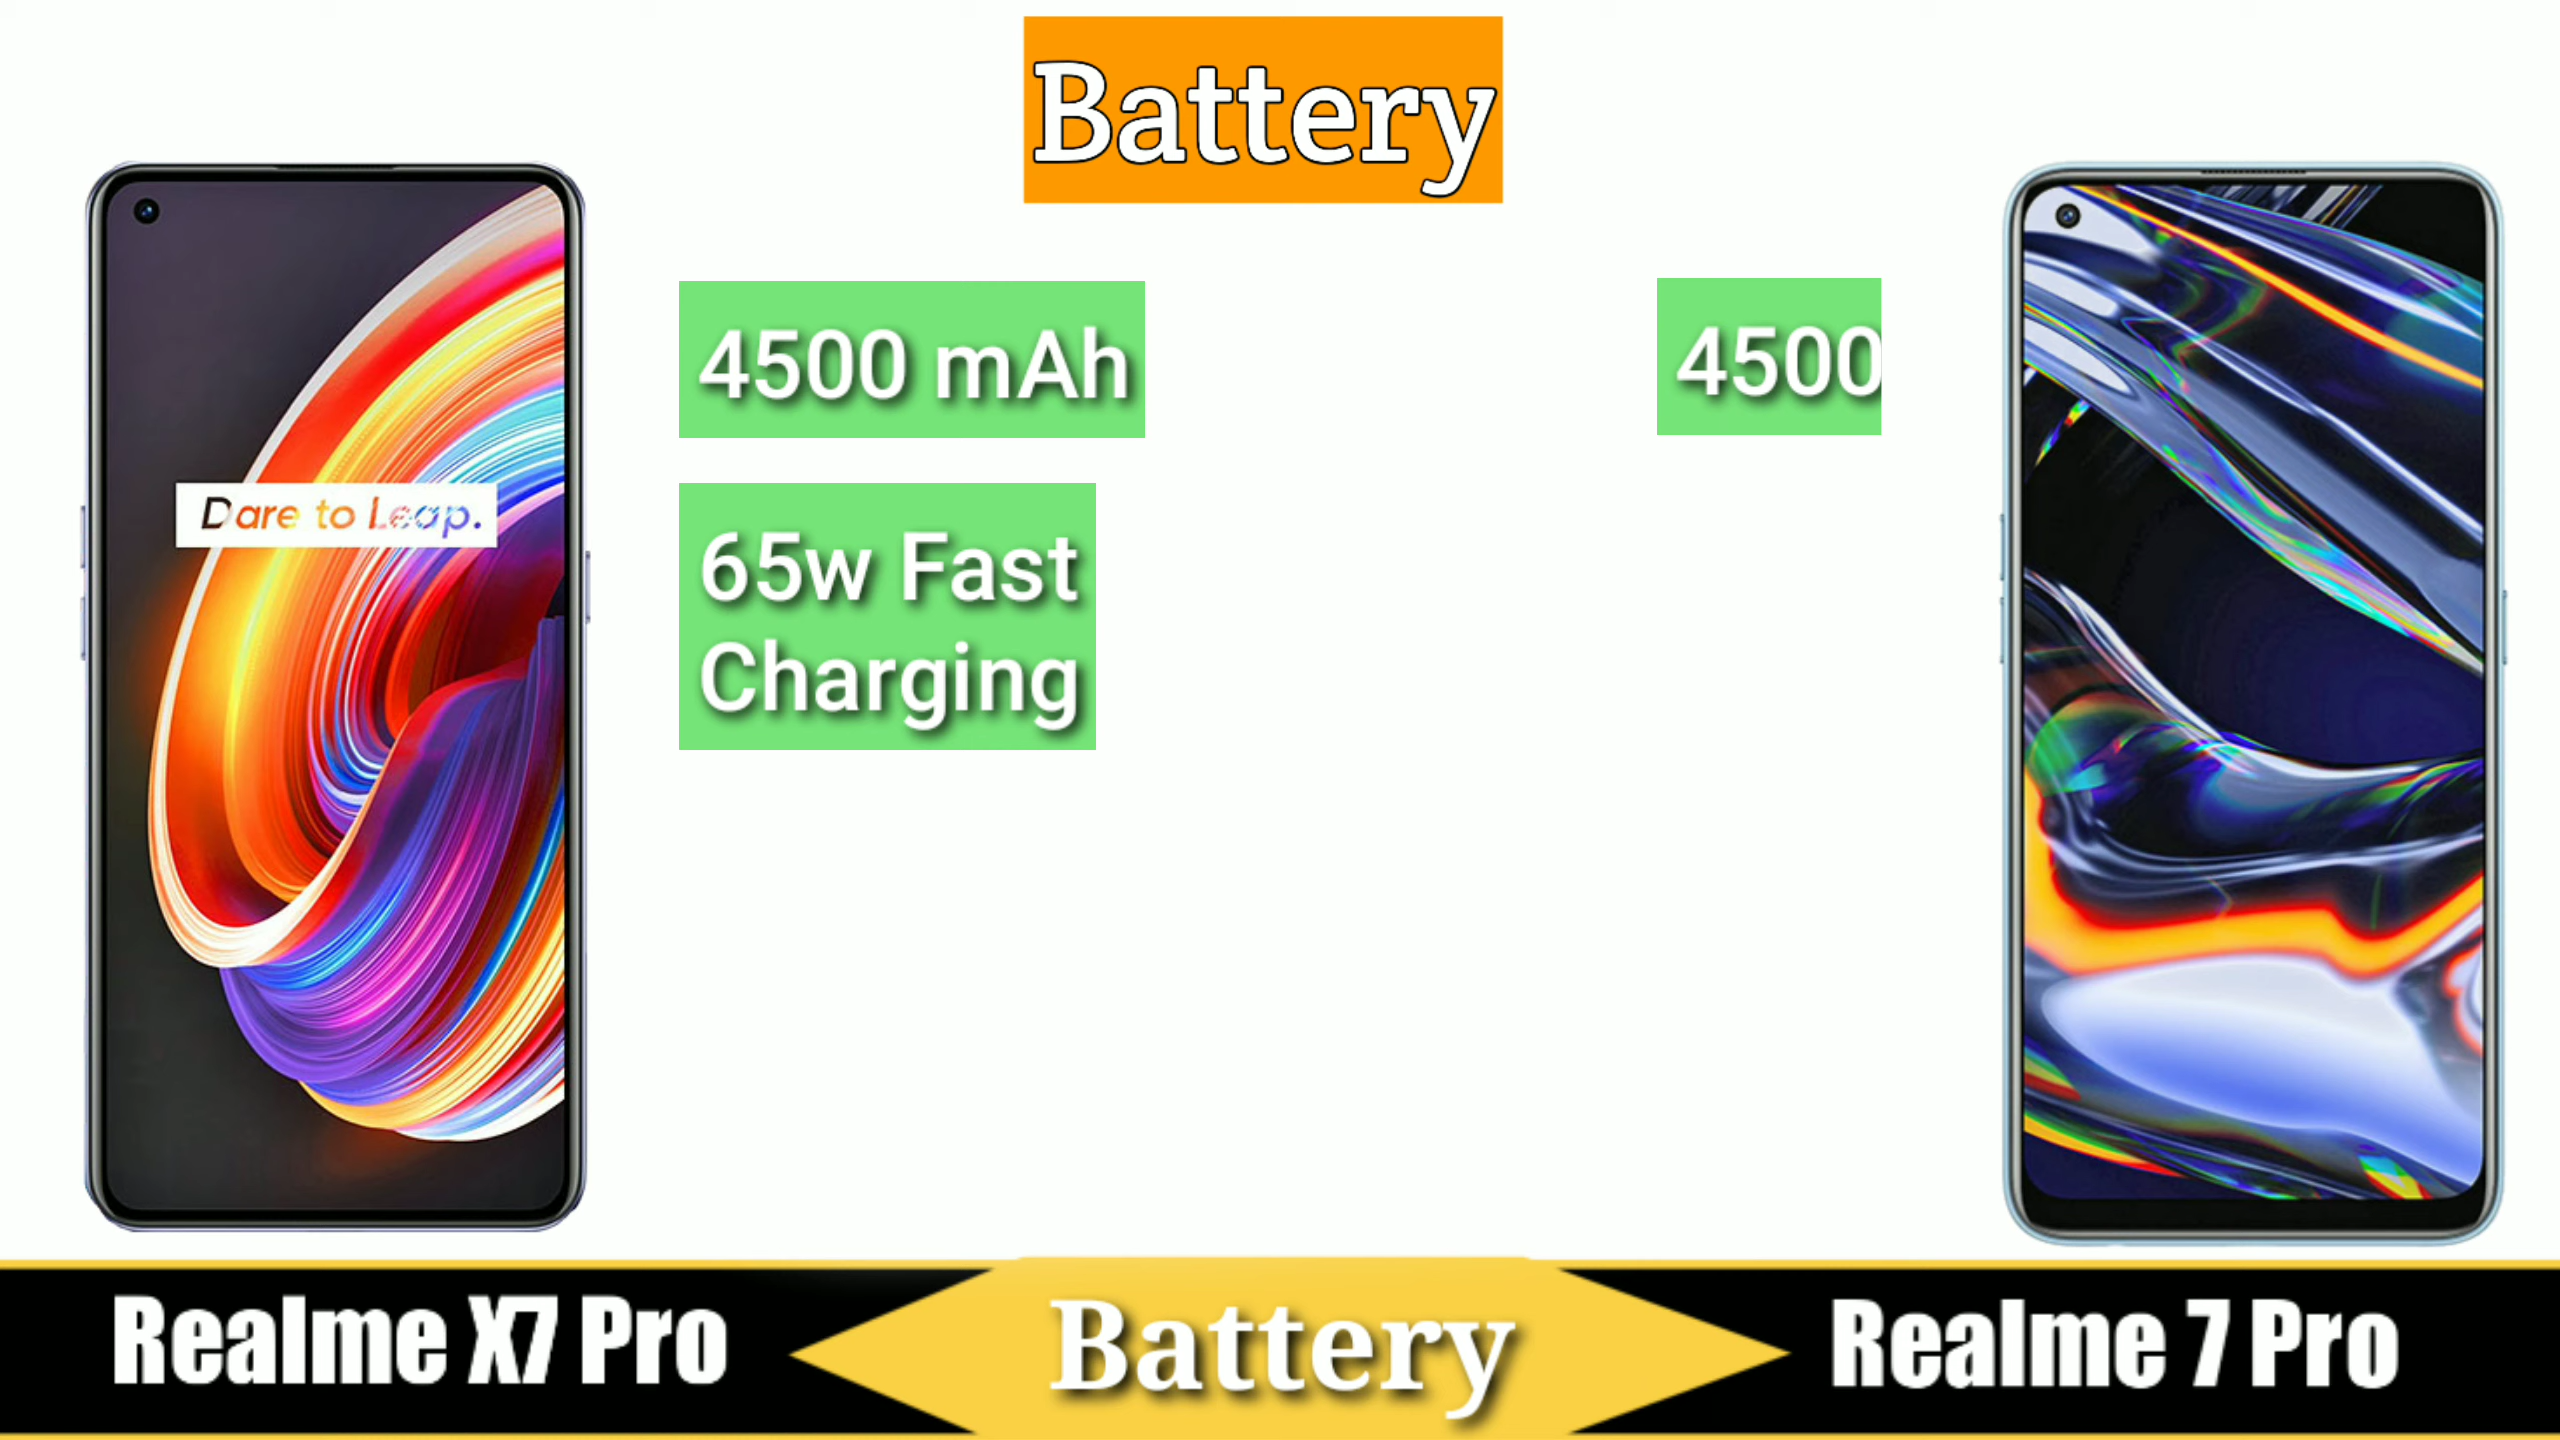 Battery
4500 mAh
4500
65w Fast
Charging
Dare to Leap.
Realme X7 Pro
Battery
Realme 7 Pro